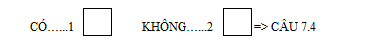 CÓ…...1 KHÔNG…...2 => CÂU 7.4